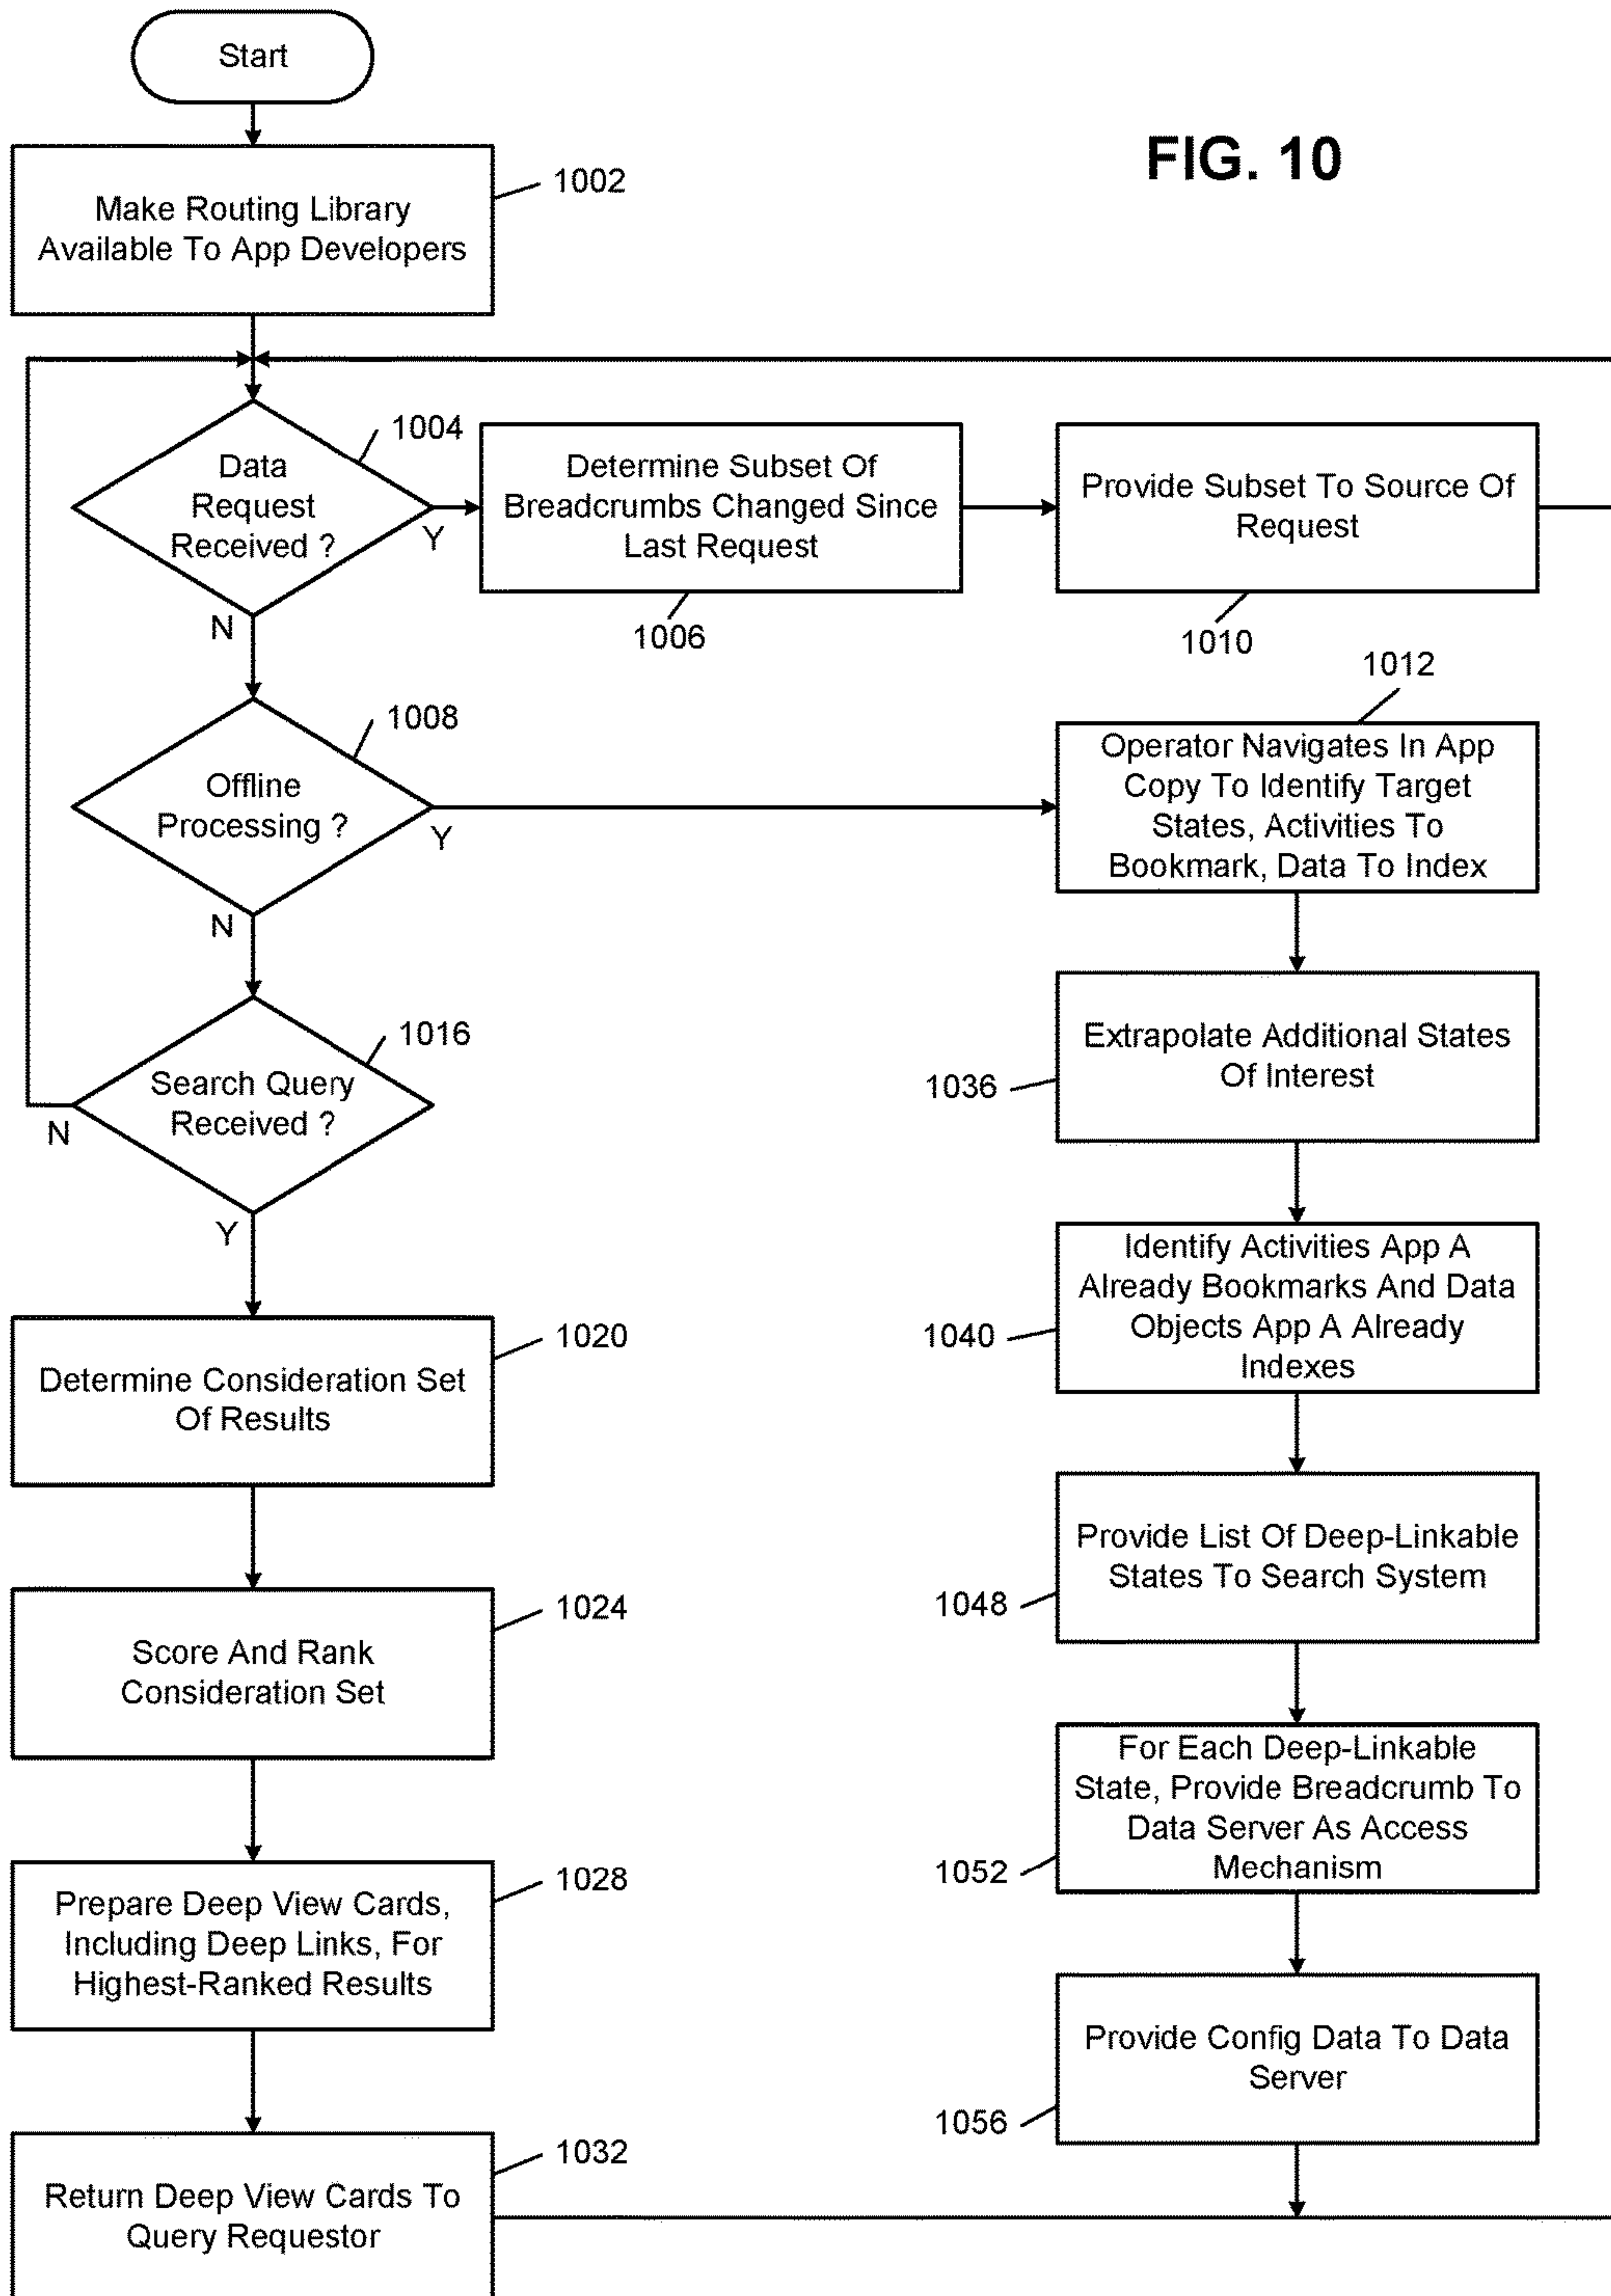 Start
FIG. 10
1002
Make Routing Library
Available To App Developers
1004
Data
Request
Received ?
Y
N
Determine Subset Of
Breadcrumbs Changed Since
Last Request
1006
Provide Subset To Source Of
Request
1010
1008
Offline
Processing ?
Y
N
1012
Operator Navigates In App
Copy To Identify Target
States, Activities To
Bookmark, Data To Index
1016
Search Query
Received ?
N
Y
Extrapolate Additional States
Of Interest
1036
Identify Activities App A
Already Bookmarks And Data
Objects App A Already
Indexes
1040
1020
Determine Consideration Set
Of Results
Provide List Of Deep-Linkable
States To Search System
1048
1024
Score And Rank
Consideration Set
For Each Deep-Linkable
State, Provide Breadcrumb To
Data Server As Access
Mechanism
1052
1028
Prepare Deep View Cards,
Including Deep Links, For
Highest-Ranked Results
Provide Config Data To Data
Server
1056
1032
Return Deep View Cards To
Query Requestor